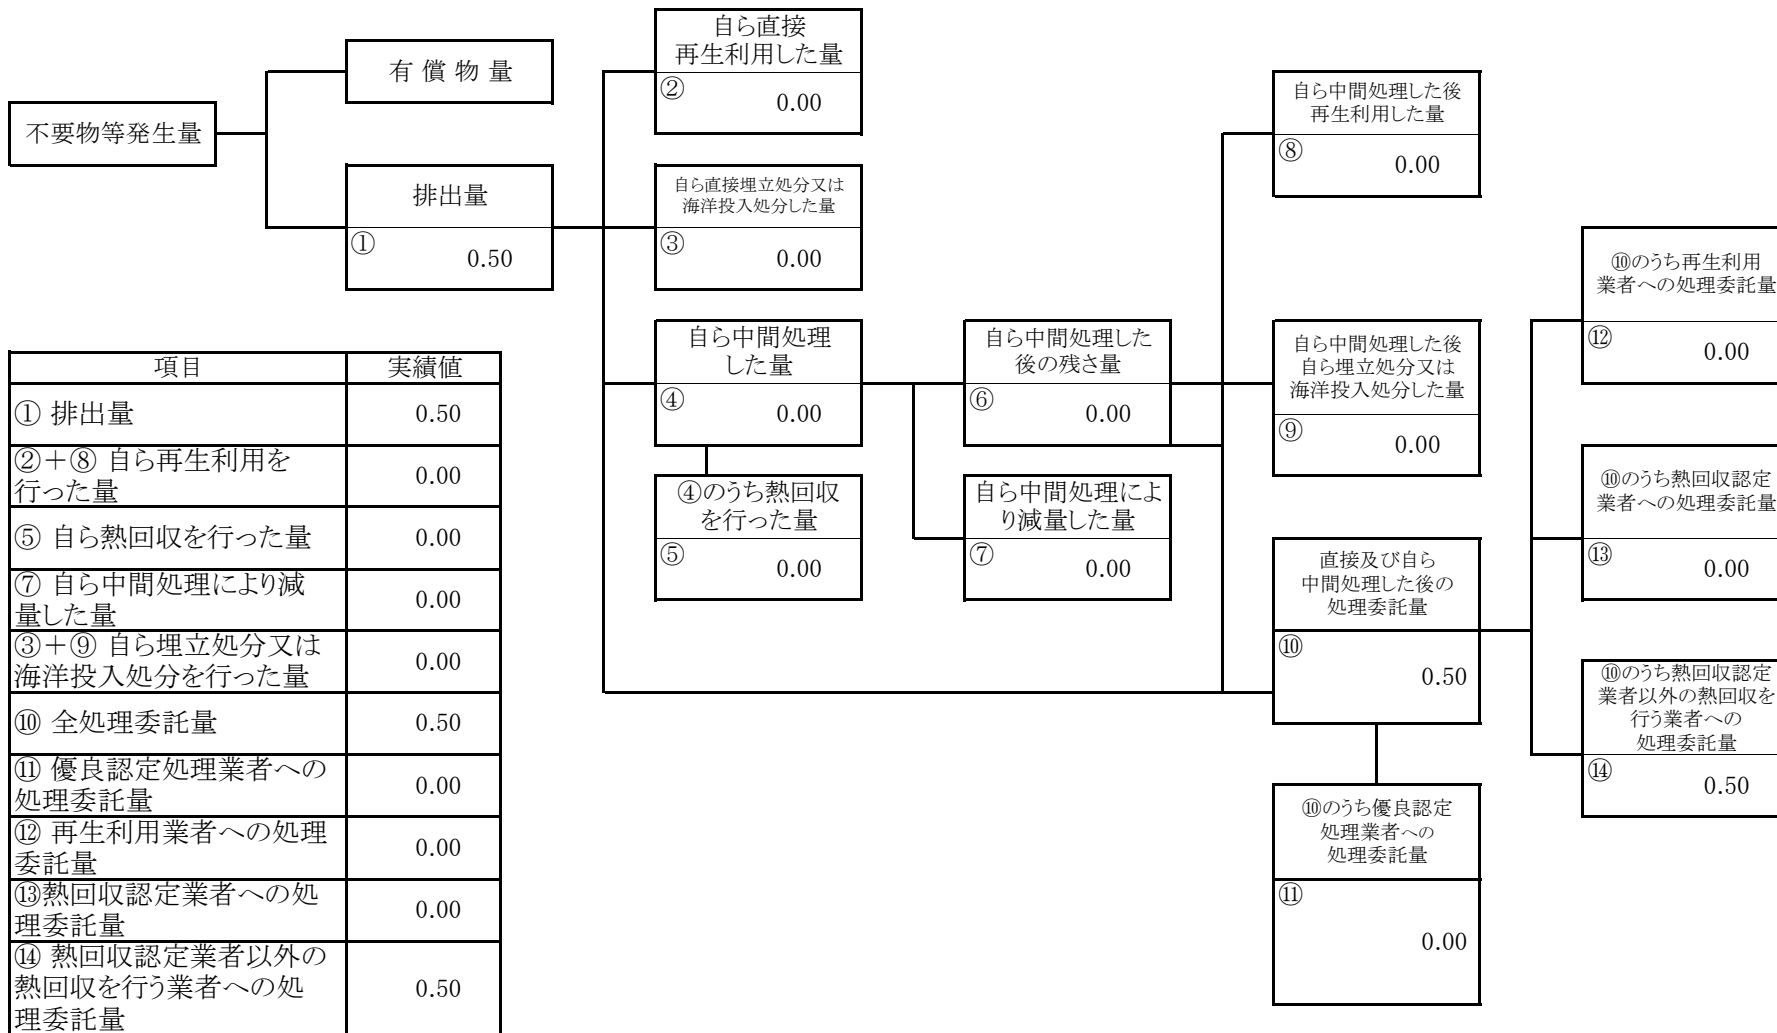 不要物等発生量
有 償 物 量
排出量
①
0.50
自ら直接
再生利用した量
②
0.00
自ら直接埋立処分又は
海洋投入処分した量
③
0.00
自ら中間処理
した量
④
0.00
④のうち熱回収
を行った量
⑤
0.00
自ら中間処理した
後の残さ量
⑥
0.00
自ら中間処理によ
り減量した量
⑦
0.00
自ら中間処理した後
再生利用した量
⑧
0.00
自ら中間処理した後
自ら埋立処分又は
海洋投入処分した量
⑨
0.00
直接及び自ら
中間処理した後の
処理委託量
⑩
0.50
⑩のうち優良認定
処理業者への
処理委託量
⑪
0.00
⑩のうち再生利用
業者への処理委託量
⑫
0.00
⑩のうち熱回収認定
業者への処理委託量
⑬
0.00
⑩のうち熱回収認定
業者以外の熱回収を
行う業者への
処理委託量
⑭
0.50
項目 実績値
① 排出量 0.50
②＋⑧ 自ら再生利用を
行った量 0.00
⑤ 自ら熱回収を行った量 0.00
⑦ 自ら中間処理により減
量した量 0.00
③＋⑨ 自ら埋立処分又は
海洋投入処分を行った量 0.00
⑩ 全処理委託量 0.50
⑪ 優良認定処理業者への
処理委託量 0.00
⑫ 再生利用業者への処理
委託量 0.00
⑬熱回収認定業者への処
理委託量 0.00
⑭ 熱回収認定業者以外の
熱回収を行う業者への処
理委託量 0.50